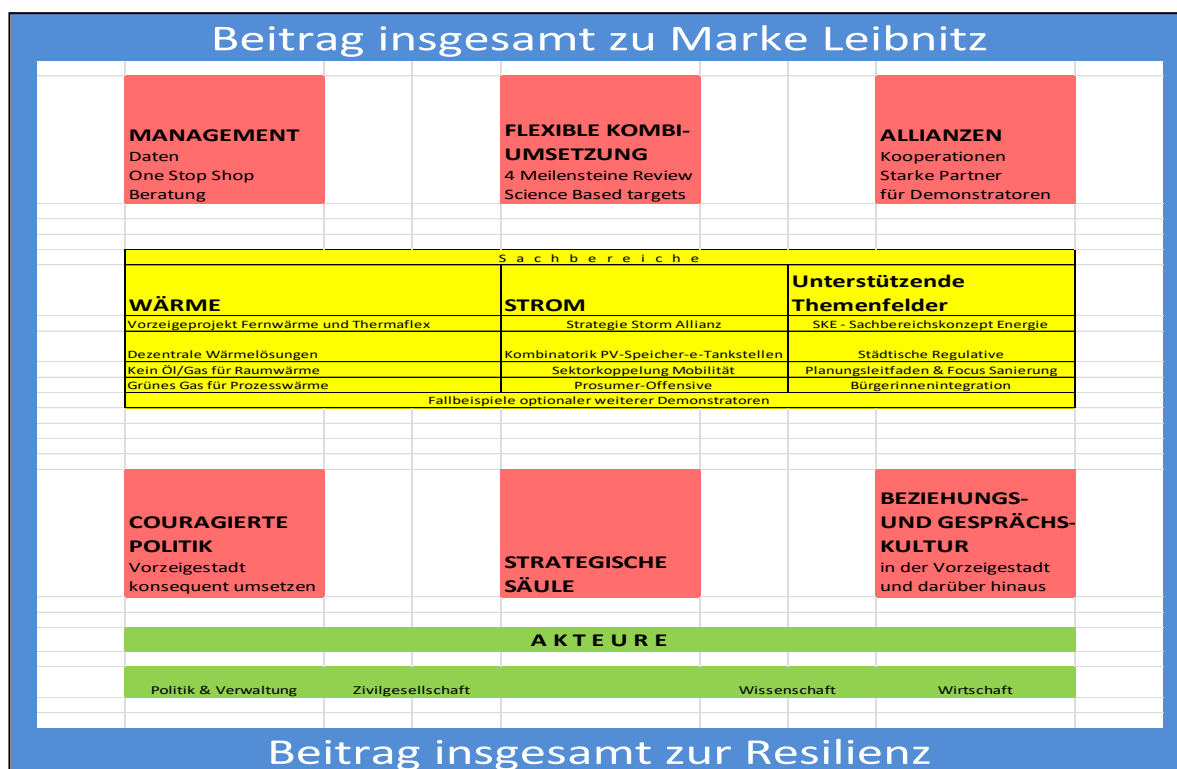 Beitrag insgesamt zu Marke Leibnitz
MANAGEMENT
Daten
One Stop Shop
Beratung
FLEXIBLE KOMBI-
UMSETZUNG
4 Meilensteine Review
Science Based targets
ALLIANZEN
Kooperationen
Starke Partner
für Demonstratoren
S a c h b e r e i c h e
WÄRME
STROM
Unterstützende
Themenfelder
Vorzeigeprojekt Fernwärme und Thermaflex
Strategie Storm Allianz
SKE - Sachbereichskonzept Energie
Dezentrale Wärmelösungen
Kombinatorik PV-Speicher-e-Tankstellen
Städtische Regulative
Kein Öl/Gas für Raumwärme
Sektorkoppelung Mobilität
Planungsleitfaden & Focus Sanierung
Grünes Gas für Prozesswärme
Prosumer-Offensive
Bürgerinnenintegration
Fallbeispiele optionaler weiterer Demonstratoren
COURAGIERTE
POLITIK
Vorzeigestadt
konsequent umsetzen
STRATEGISCHE
SÄULE
BEZIEHUNGS-
UND GESPRÄCHS-
KULTUR
in der Vorzeigestadt
und darüber hinaus
A K T E U R E
Politik & Verwaltung
Zivilgesellschaft
Wissenschaft
Wirtschaft
Beitrag insgesamt zur Resilienz